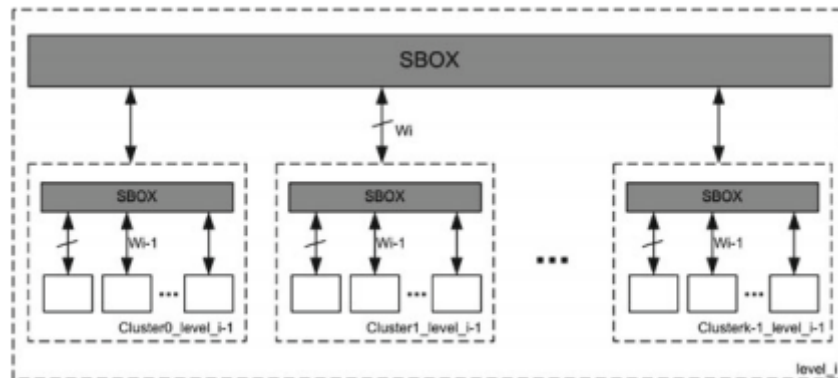 SBOX
Wi
SBOX
SBOX
SBOX
Wi-1
Wi-1
Wi-1
...
...
...
...
Cluster0_level_i-1
Cluster1_level_i-1
Clusterk-1_level_i-1
level_i